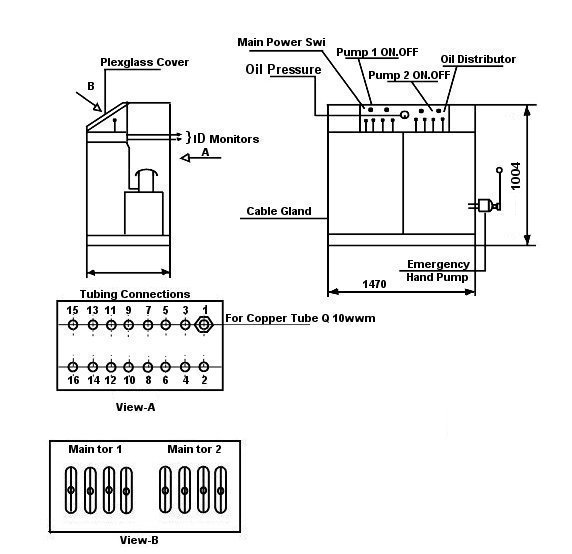 Main Power Swi
Pump 1 ON.OFF
Plexglass Cover
Oil Pressure
Pump 2 ON.OFF
Oil Distributor
B
ID Monitors
A
1004
Cable Gland
Emergency
Hand Pump
1470
Tubing Connections
15 13 11 9 7 5 3 1
For Copper Tube Q 10wwm
16 14 12 10 8 6 4 2
View-A
Main tor 1 Main tor 2
View-B